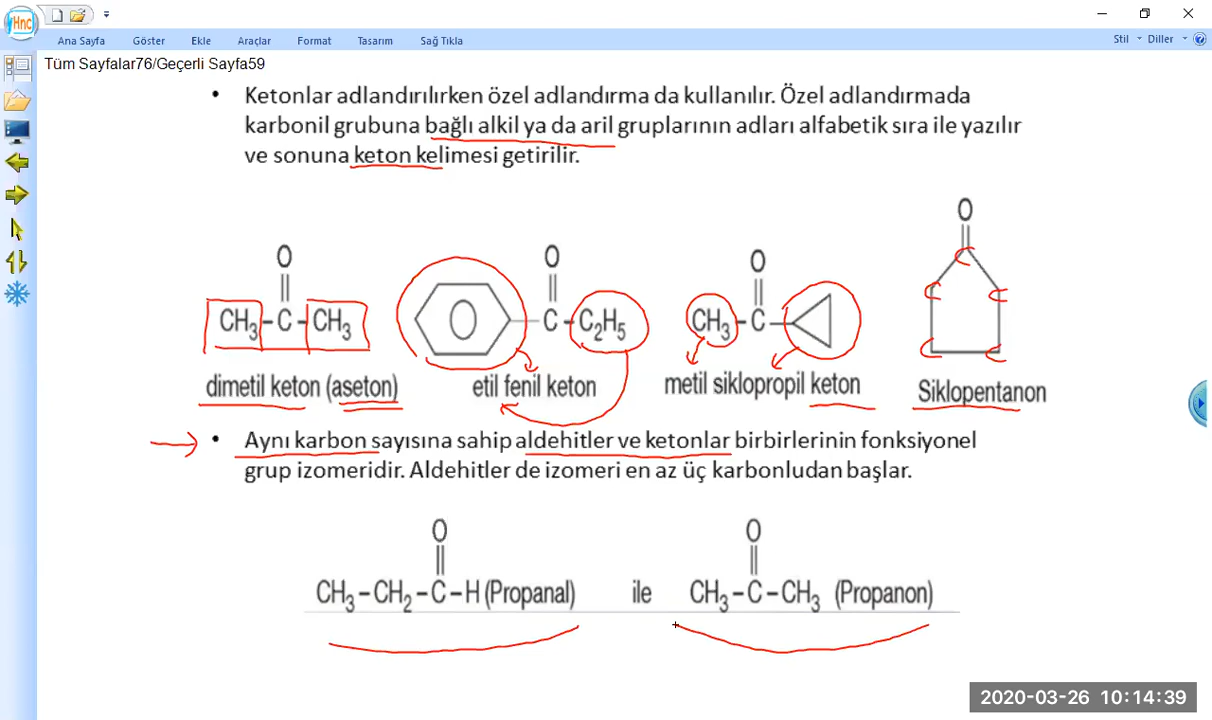 Hnc
Ana Sayfa Göster Ekle Araçlar Format Tasarım Sağ Tıkla Stil Diller
Tüm Sayfalar76/Geçerli Sayfa59
• Ketonlar adlandırılırken özel adlandırma da kullanılır. Özel adlandırmada
karbonil grubuna bağlı alkil ya da aril gruplarının adları alfabetik sıra ile yazılır
ve sonuna keton kelimesi getirilir.
O O O O
CH₃–C–CH₃ C–C₂H₅ CH₃–C–
dimetil keton (aseton) etil fenil keton metil siklopropil keton Siklopentanon
• Aynı karbon sayısına sahip aldehitler ve ketonlar birbirlerinin fonksiyonel
grup izomeridir. Aldehitler de izomeri en az üç karbonludan başlar.
O O
CH₃–CH₂–C–H (Propanal) ile CH₃–C–CH₃ (Propanon)
2020-03-26 10:14:39